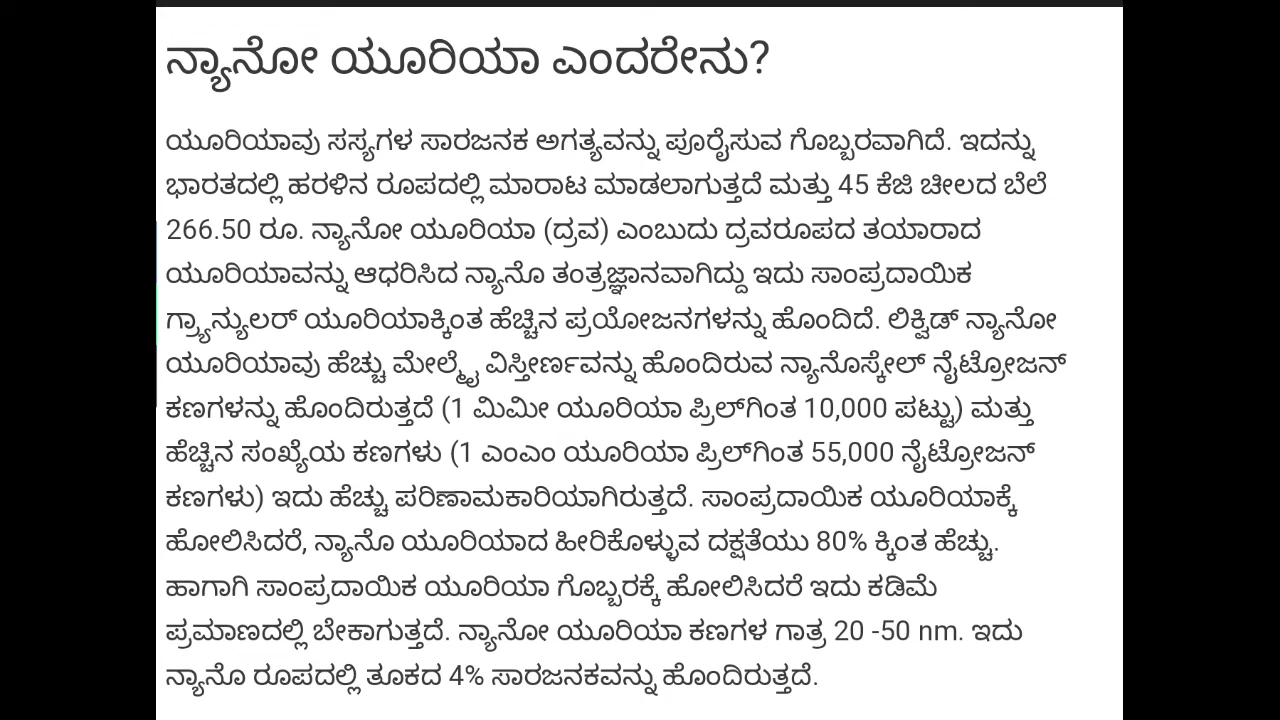 ನ್ಯಾನೋ ಯೂರಿಯಾ ಎಂದರೇನು?
ಯೂರಿಯಾವು ಸಸ್ಯಗಳ ಸಾರಜನಕ ಅಗತ್ಯವನ್ನು ಪೂರೈಸುವ ಗೊಬ್ಬರವಾಗಿದೆ. ಇದನ್ನು
ಭಾರತದಲ್ಲಿ ಹರಳಿನ ರೂಪದಲ್ಲಿ ಮಾರಾಟ ಮಾಡಲಾಗುತ್ತದೆ ಮತ್ತು 45 ಕೆಜಿ ಚೀಲದ ಬೆಲೆ
266.50 ರೂ. ನ್ಯಾನೋ ಯೂರಿಯಾ (ದ್ರವ) ಎಂಬುದು ದ್ರವರೂಪದ ತಯಾರಾದ
ಯೂರಿಯಾವನ್ನು ಆಧರಿಸಿದ ನ್ಯಾನೊ ತಂತ್ರಜ್ಞಾನವಾಗಿದ್ದು ಇದು ಸಾಂಪ್ರದಾಯಿಕ
ಗ್ರ್ಯಾನ್ಯುಲರ್ ಯೂರಿಯಾಕ್ಕಿಂತ ಹೆಚ್ಚಿನ ಪ್ರಯೋಜನಗಳನ್ನು ಹೊಂದಿದೆ. ಲಿಕ್ವಿಡ್ ನ್ಯಾನೋ
ಯೂರಿಯಾವು ಹೆಚ್ಚು ಮೇಲ್ಮೈ ವಿಸ್ತೀರ್ಣವನ್ನು ಹೊಂದಿರುವ ನ್ಯಾನೊಸ್ಕೇಲ್ ನೈಟ್ರೋಜನ್
ಕಣಗಳನ್ನು ಹೊಂದಿರುತ್ತದೆ (1 ಮಿಮೀ ಯೂರಿಯಾ ಪ್ರಿಲ್‌ಗಿಂತ 10,000 ಪಟ್ಟು) ಮತ್ತು
ಹೆಚ್ಚಿನ ಸಂಖ್ಯೆಯ ಕಣಗಳು (1 ಎಂಎಂ ಯೂರಿಯಾ ಪ್ರಿಲ್‌ಗಿಂತ 55,000 ನೈಟ್ರೋಜನ್
ಕಣಗಳು) ಇದು ಹೆಚ್ಚು ಪರಿಣಾಮಕಾರಿಯಾಗಿರುತ್ತದೆ. ಸಾಂಪ್ರದಾಯಿಕ ಯೂರಿಯಾಕ್ಕೆ
ಹೋಲಿಸಿದರೆ, ನ್ಯಾನೊ ಯೂರಿಯಾದ ಹೀರಿಕೊಳ್ಳುವ ದಕ್ಷತೆಯು 80% ಕ್ಕಿಂತ ಹೆಚ್ಚು.
ಹಾಗಾಗಿ ಸಾಂಪ್ರದಾಯಿಕ ಯೂರಿಯಾ ಗೊಬ್ಬರಕ್ಕೆ ಹೋಲಿಸಿದರೆ ಇದು ಕಡಿಮೆ
ಪ್ರಮಾಣದಲ್ಲಿ ಬೇಕಾಗುತ್ತದೆ. ನ್ಯಾನೋ ಯೂರಿಯಾ ಕಣಗಳ ಗಾತ್ರ 20 -50 nm. ಇದು
ನ್ಯಾನೊ ರೂಪದಲ್ಲಿ ತೂಕದ 4% ಸಾರಜನಕವನ್ನು ಹೊಂದಿರುತ್ತದೆ.